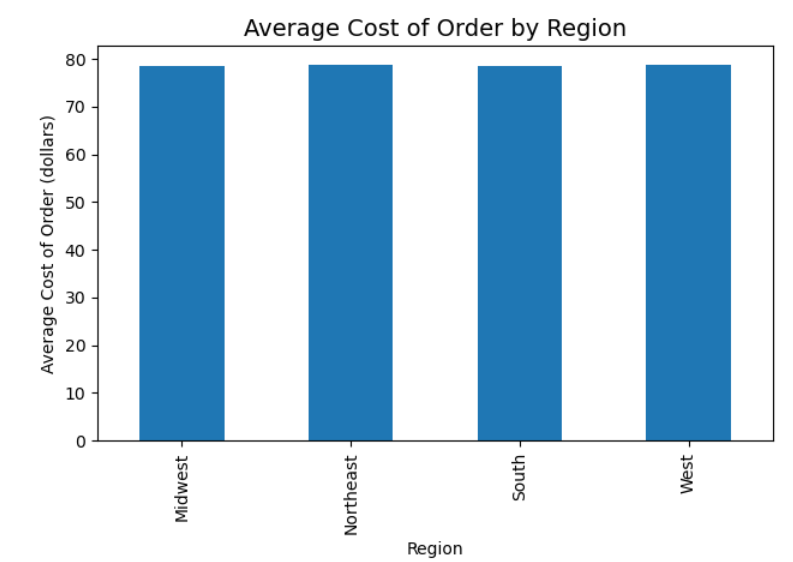 Average Cost of Order by Region
Average Cost of Order (dollars)
80
70
60
50
40
30
20
10
0
Midwest
Northeast
South
West
Region